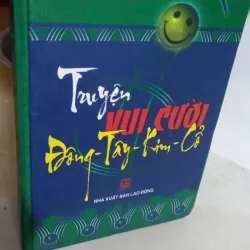 Truyện
VUI CƯỜI
Đông-Tây-Kim-Cổ
NHÀ XUẤT BẢN LAO ĐỘNG